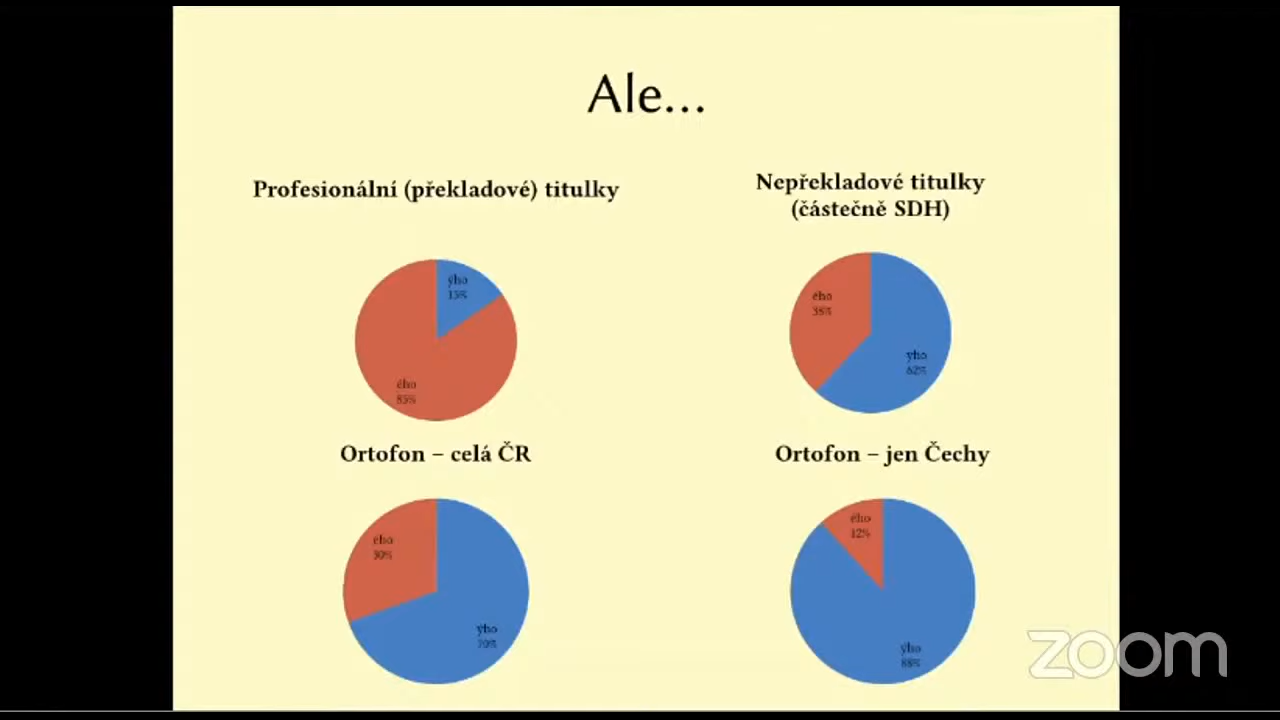 Ale...
Profesionální (překladové) titulky
Nepřekladové titulky
(částečně SDH)
ýho
15%
ého
85%
ého
38%
ýho
62%
Ortofon – celá ČR
Ortofon – jen Čechy
ého
30%
ýho
70%
ého
12%
ýho
88%
zoom